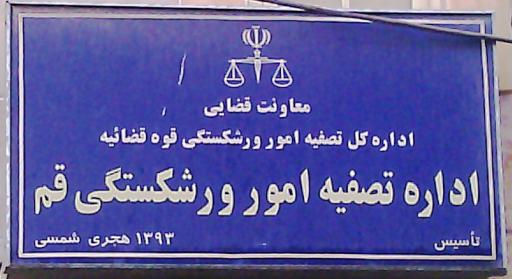 معاونت قضایی
اداره کل تصفیه امور ورشکستگی قوه قضائیه
اداره تصفیه امور ورشکستگی قم
تأسیس ۱۳۹۳ هجری شمسی